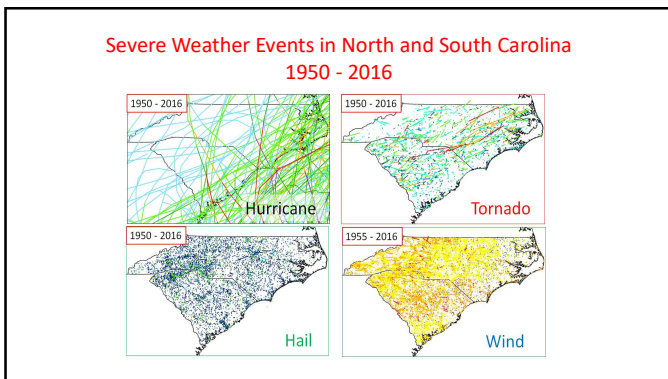 Severe Weather Events in North and South Carolina
1950 - 2016
1950 - 2016
Hurricane
1950 - 2016
Tornado
1950 - 2016
Hail
1955 - 2016
Wind